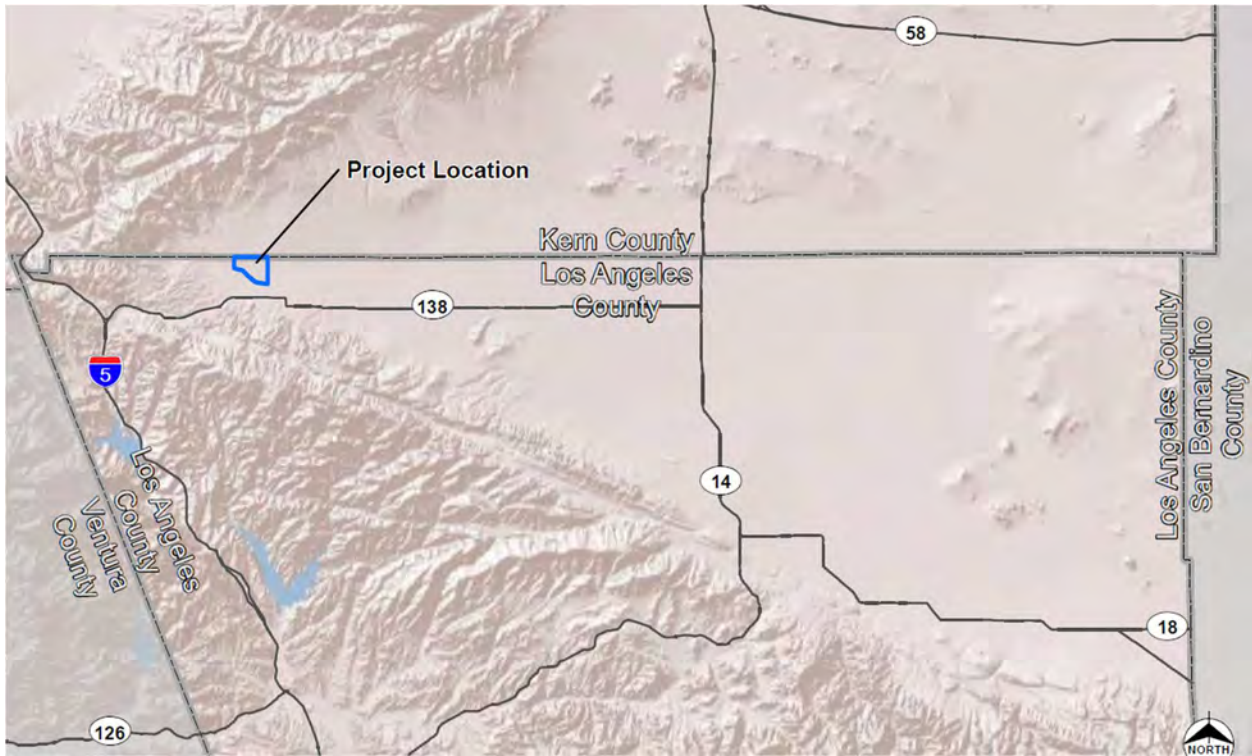 58
Project Location
Kern County
Los Angeles
County
138
5
Los Angeles County
San Bernardino
County
Los Angeles
County
Ventura
County
14
18
126
NORTH